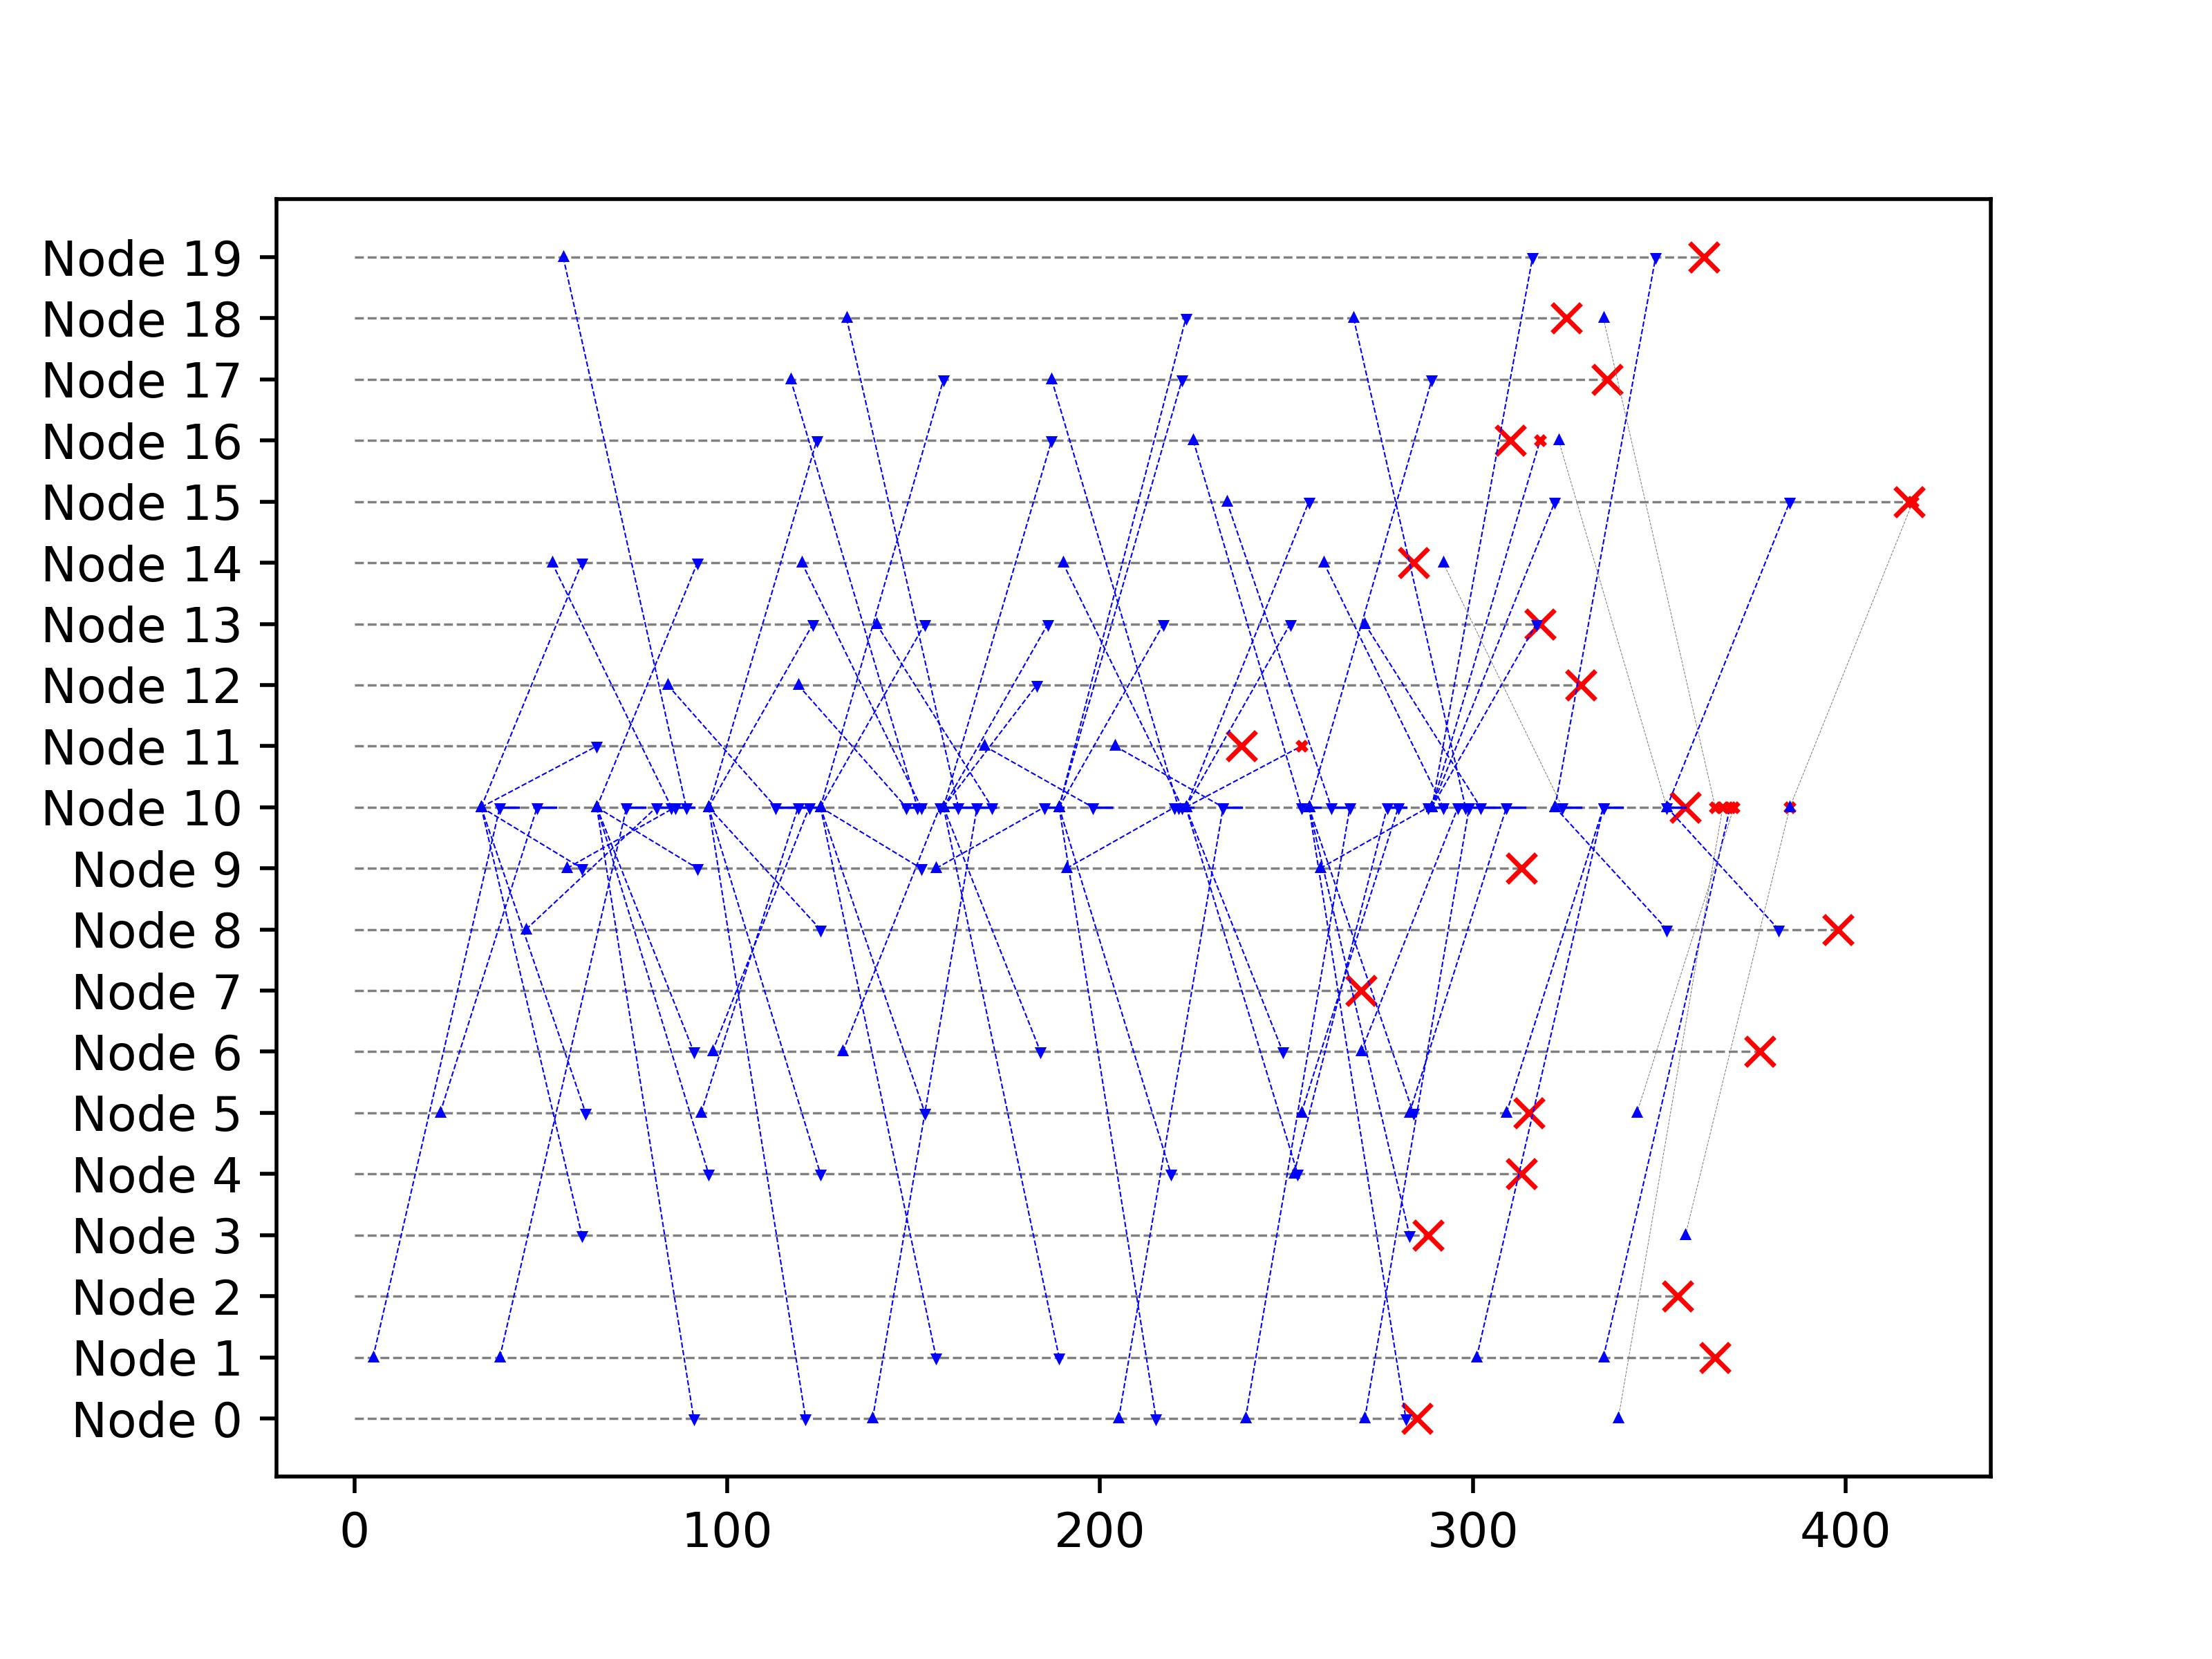 Node 19
Node 18
Node 17
Node 16
Node 15
Node 14
Node 13
Node 12
Node 11
Node 10
Node 9
Node 8
Node 7
Node 6
Node 5
Node 4
Node 3
Node 2
Node 1
Node 0
0 100 200 300 400